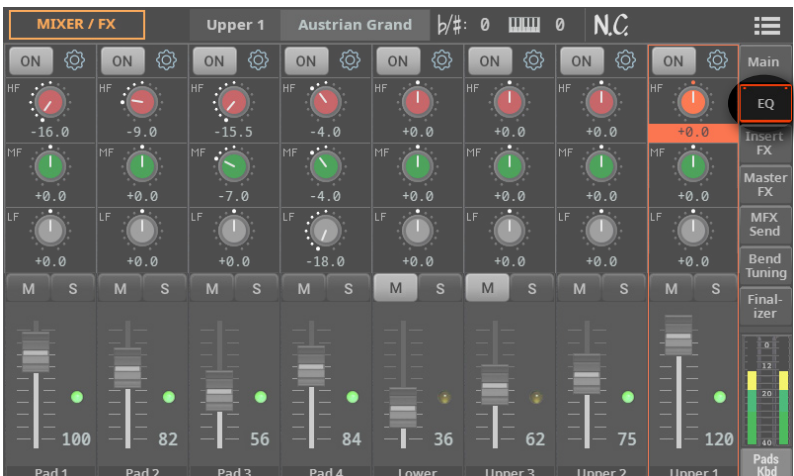 MIXER / FX Upper 1 Austrian Grand ♭/#: 0 0 N.C.
ON ON ON ON ON ON ON ON Main
HF HF HF HF HF HF HF HF EQ
-16.0 -9.0 -15.5 -4.0 +0.0 +0.0 +0.0 +0.0
Insert
FX
MF MF MF MF MF MF MF MF
+0.0 +0.0 -7.0 -4.0 +0.0 +0.0 +0.0 +0.0
Master
FX
LF LF LF LF LF LF LF LF
+0.0 +0.0 +0.0 -18.0 +0.0 +0.0 +0.0 +0.0
MFX
Send
Bend
Tuning
M S M S M S M S M S M S M S M S
Final-
izer
0
12
20
40
100 82 56 84 36 62 75 120
Pad 1 Pad 2 Pad 3 Pad 4 Lower Upper 3 Upper 2 Upper 1
Pads
Kbd